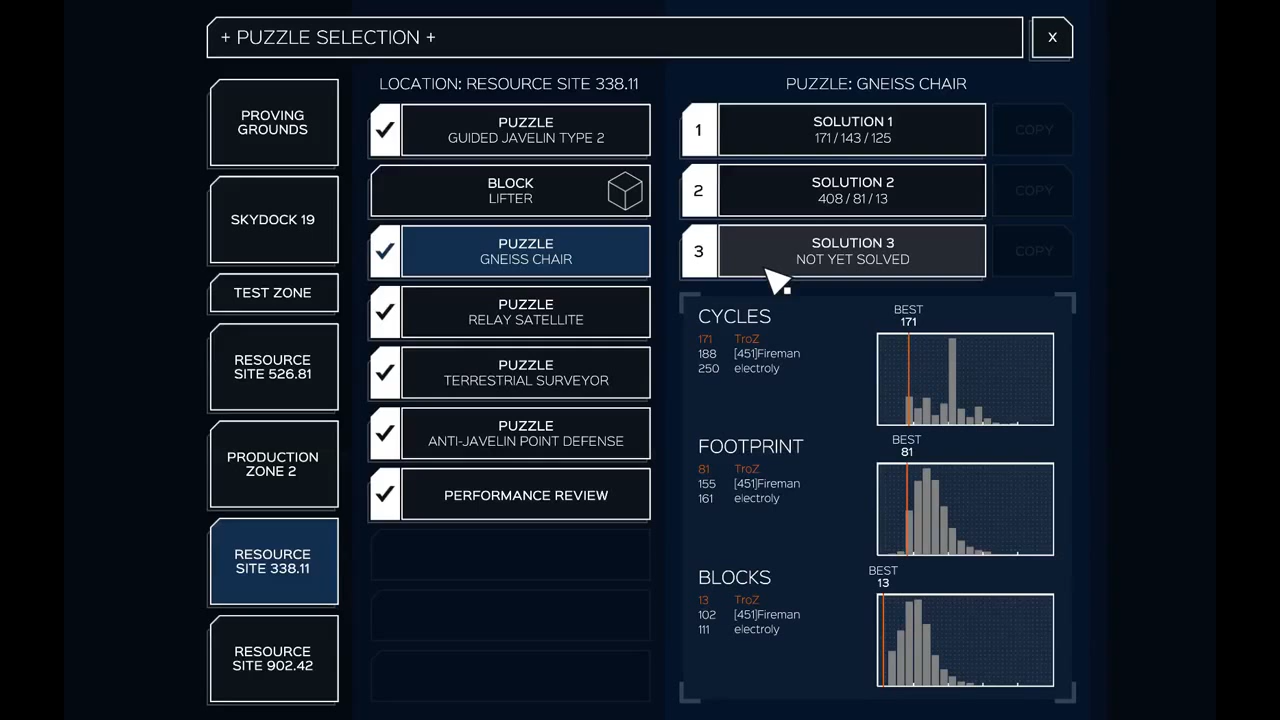 + PUZZLE SELECTION +
X
PROVING
GROUNDS
SKYDOCK 19
TEST ZONE
RESOURCE
SITE 526.81
PRODUCTION
ZONE 2
RESOURCE
SITE 338.11
RESOURCE
SITE 902.42
LOCATION: RESOURCE SITE 338.11
PUZZLE
GUIDED JAVELIN TYPE 2
BLOCK
LIFTER
PUZZLE
GNEISS CHAIR
PUZZLE
RELAY SATELLITE
PUZZLE
TERRESTRIAL SURVEYOR
PUZZLE
ANTI-JAVELIN POINT DEFENSE
PERFORMANCE REVIEW
PUZZLE: GNEISS CHAIR
1
SOLUTION 1
171 / 143 / 125
COPY
2
SOLUTION 2
408 / 81 / 13
COPY
3
SOLUTION 3
NOT YET SOLVED
COPY
CYCLES
171 TroZ
188 [451]Fireman
250 electroly
BEST
171
FOOTPRINT
81 TroZ
155 [451]Fireman
161 electroly
BEST
81
BLOCKS
13 TroZ
102 [451]Fireman
111 electroly
BEST
13